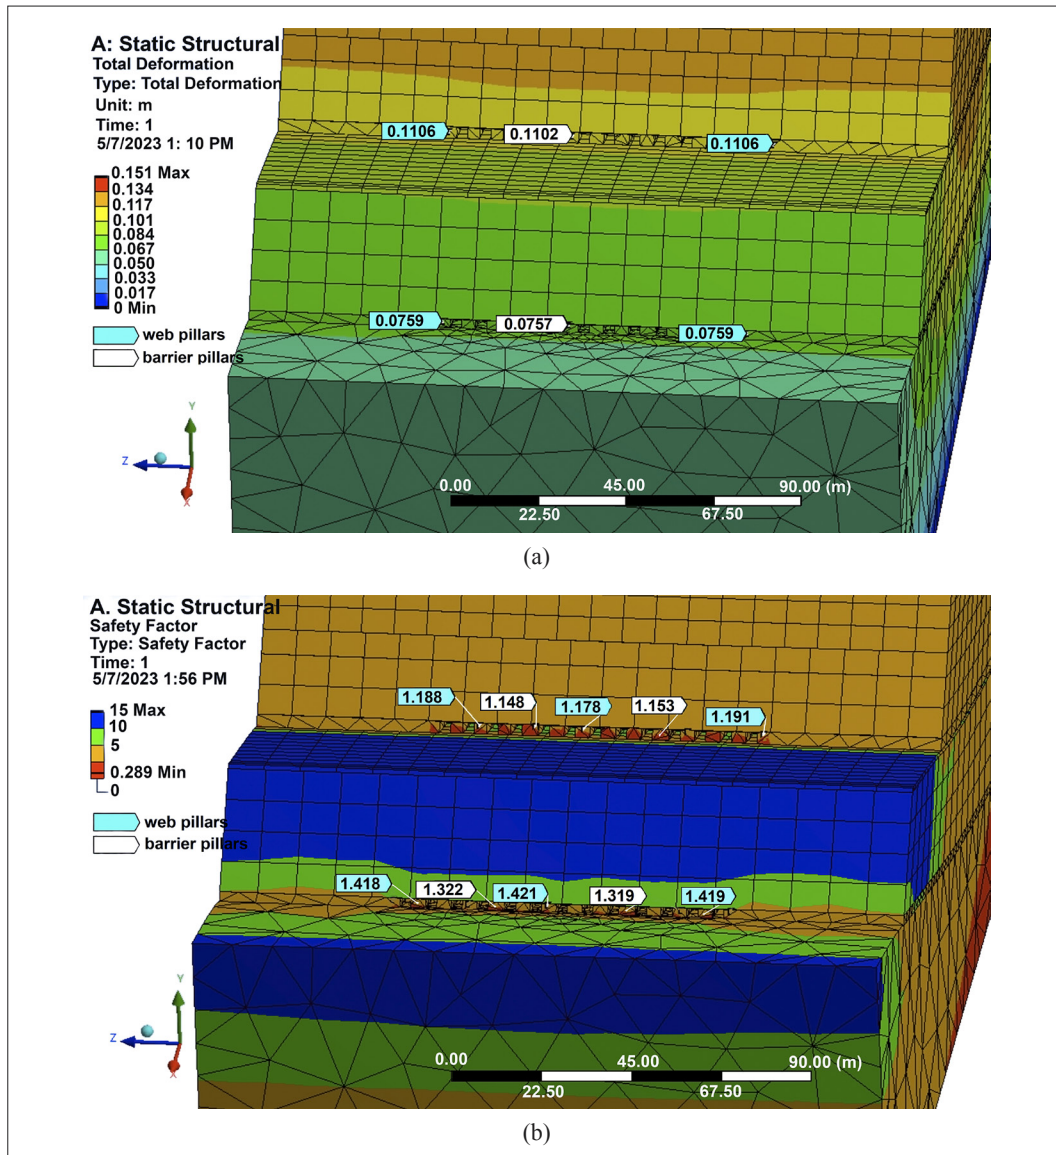 A: Static Structural
Total Deformation
Type: Total Deformation
Unit: m
Time: 1
5/7/2023 1: 10 PM
0.151 Max
0.134
0.117
0.101
0.084
0.067
0.050
0.033
0.017
0 Min
web pillars
barrier pillars
0.1106
0.1102
0.1106
0.0759
0.0757
0.0759
Y
Z
X
0.00 45.00 90.00 (m)
22.50 67.50
(a)
A. Static Structural
Safety Factor
Type: Safety Factor
Time: 1
5/7/2023 1:56 PM
15 Max
10
5
0.289 Min
0
web pillars
barrier pillars
1.188
1.148
1.178
1.153
1.191
1.418
1.322
1.421
1.319
1.419
Y
Z
X
0.00 45.00 90.00 (m)
22.50 67.50
(b)